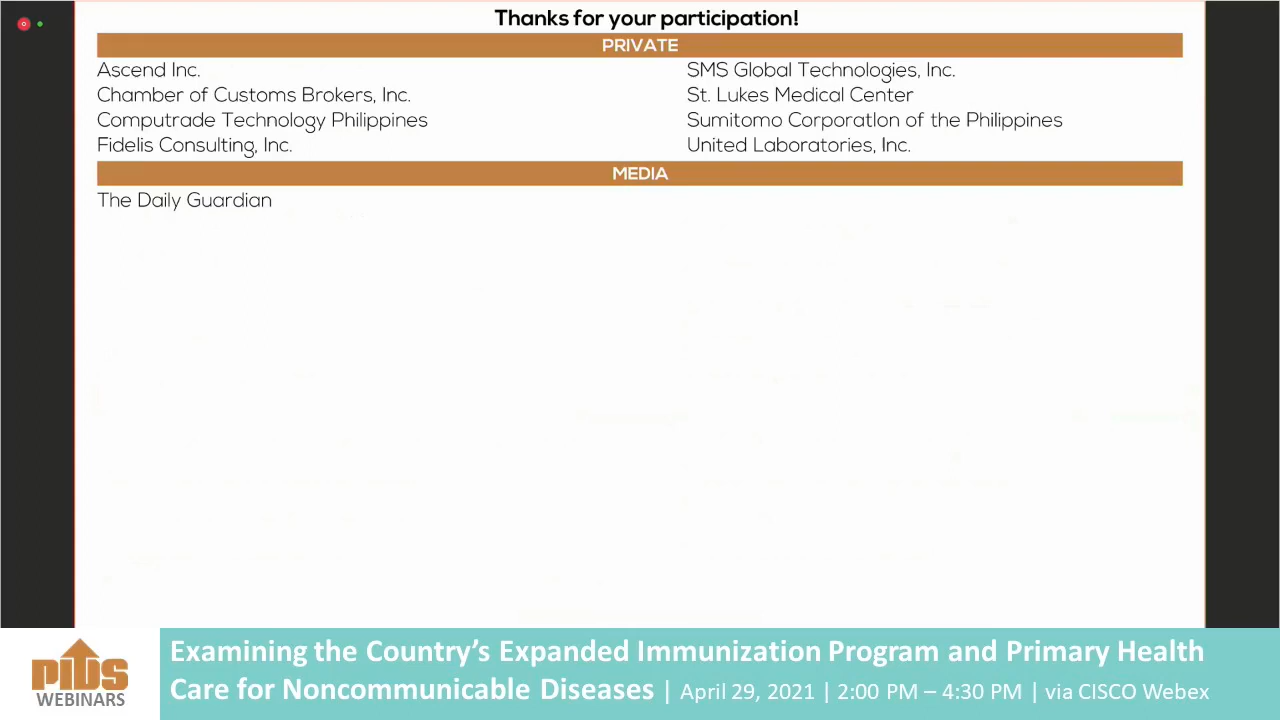 Thanks for your participation!
PRIVATE
Ascend Inc.
Chamber of Customs Brokers, Inc.
Computrade Technology Philippines
Fidelis Consulting, Inc.
SMS Global Technologies, Inc.
St. Lukes Medical Center
Sumitomo Corporatlon of the Philippines
United Laboratories, Inc.
MEDIA
The Daily Guardian
PIDS
WEBINARS
Examining the Country's Expanded Immunization Program and Primary Health
Care for Noncommunicable Diseases | April 29, 2021 | 2:00 PM – 4:30 PM | via CISCO Webex